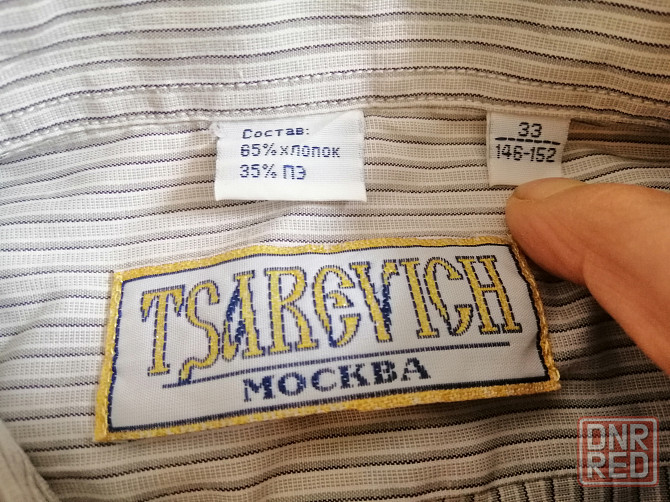 Состав:
65% хлопок
35% ПЭ
33
146-152
TSAREVICH
МОСКВА
DNR
RED